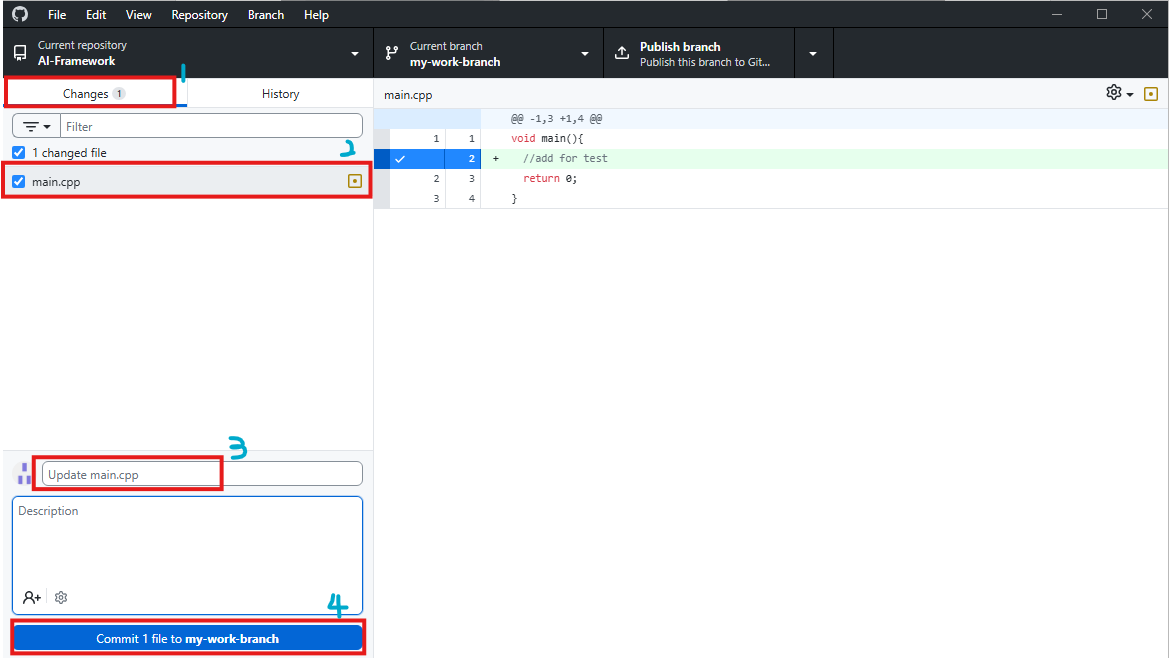 File Edit View Repository Branch Help
Current repository
AI-Framework
Current branch
my-work-branch
Publish branch
Publish this branch to Git...
1
Changes 1
History
main.cpp
Filter
2
1 changed file
main.cpp
@@ -1,3 +1,4 @@
1 1 void main(){
2 + //add for test
2 3 return 0;
3 4 }
3
Update main.cpp
Description
4
Commit 1 file to my-work-branch